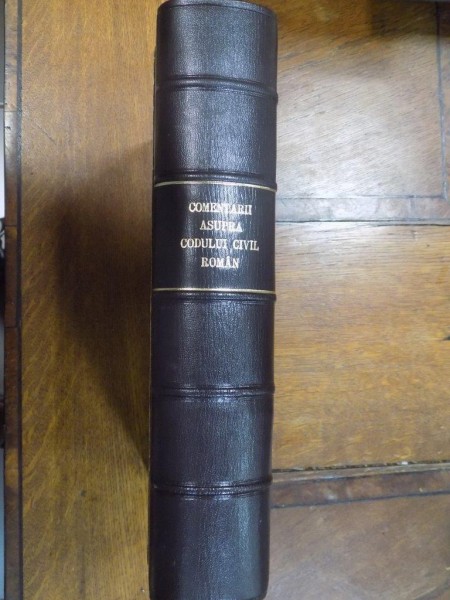 COMENTARII
ASUPRA
CODULUI CIVIL
ROMÂN